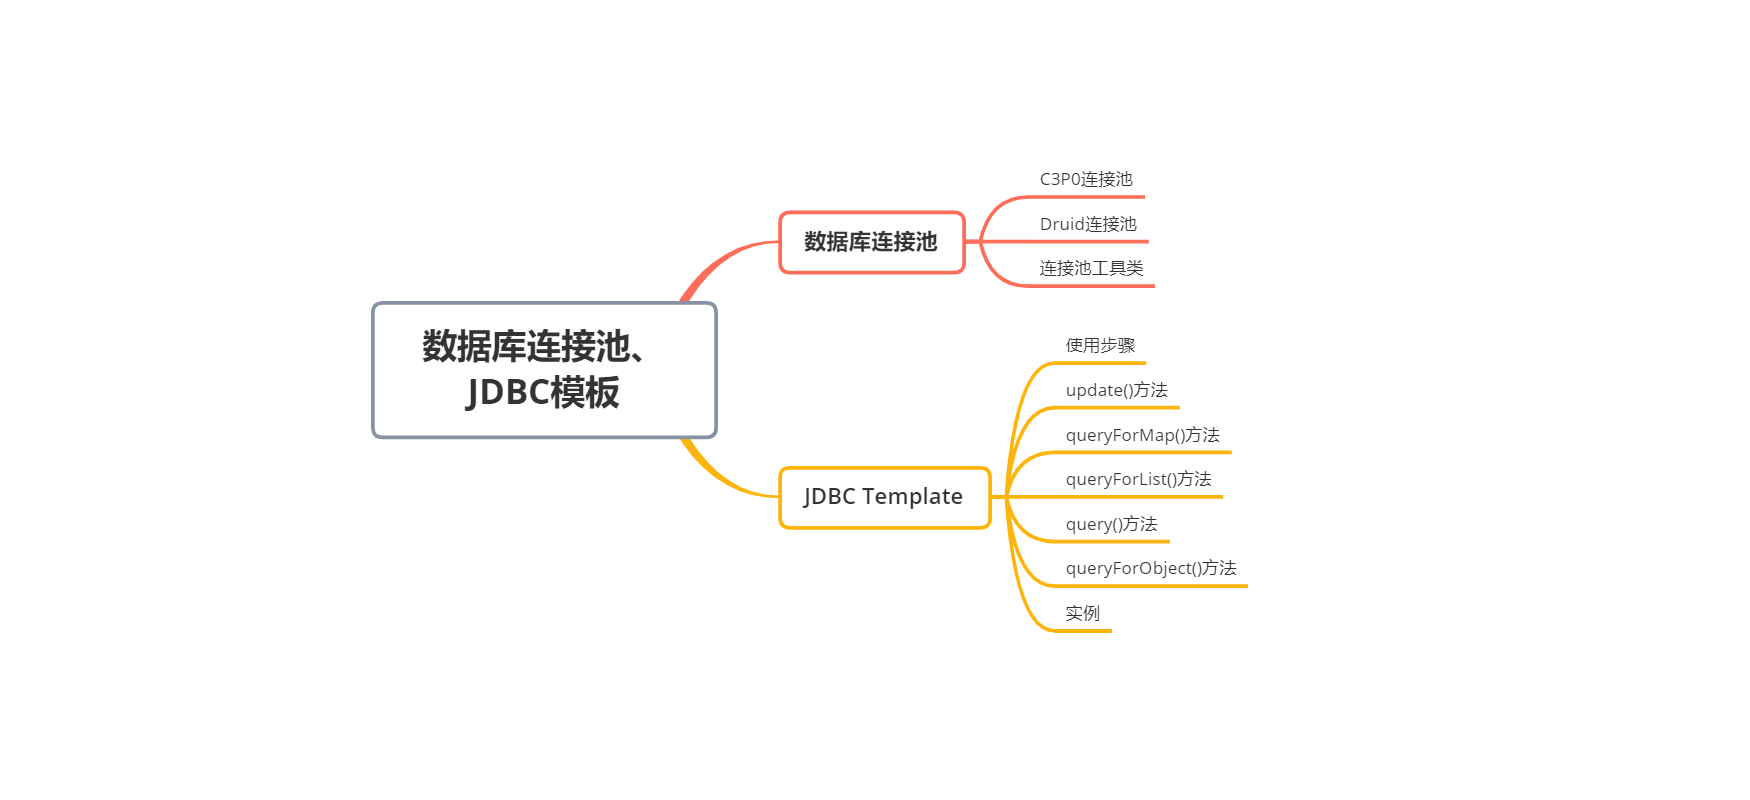 数据库连接池、
JDBC模板
数据库连接池
C3P0连接池
Druid连接池
连接池工具类
JDBC Template
使用步骤
update()方法
queryForMap()方法
queryForList()方法
query()方法
queryForObject()方法
实例